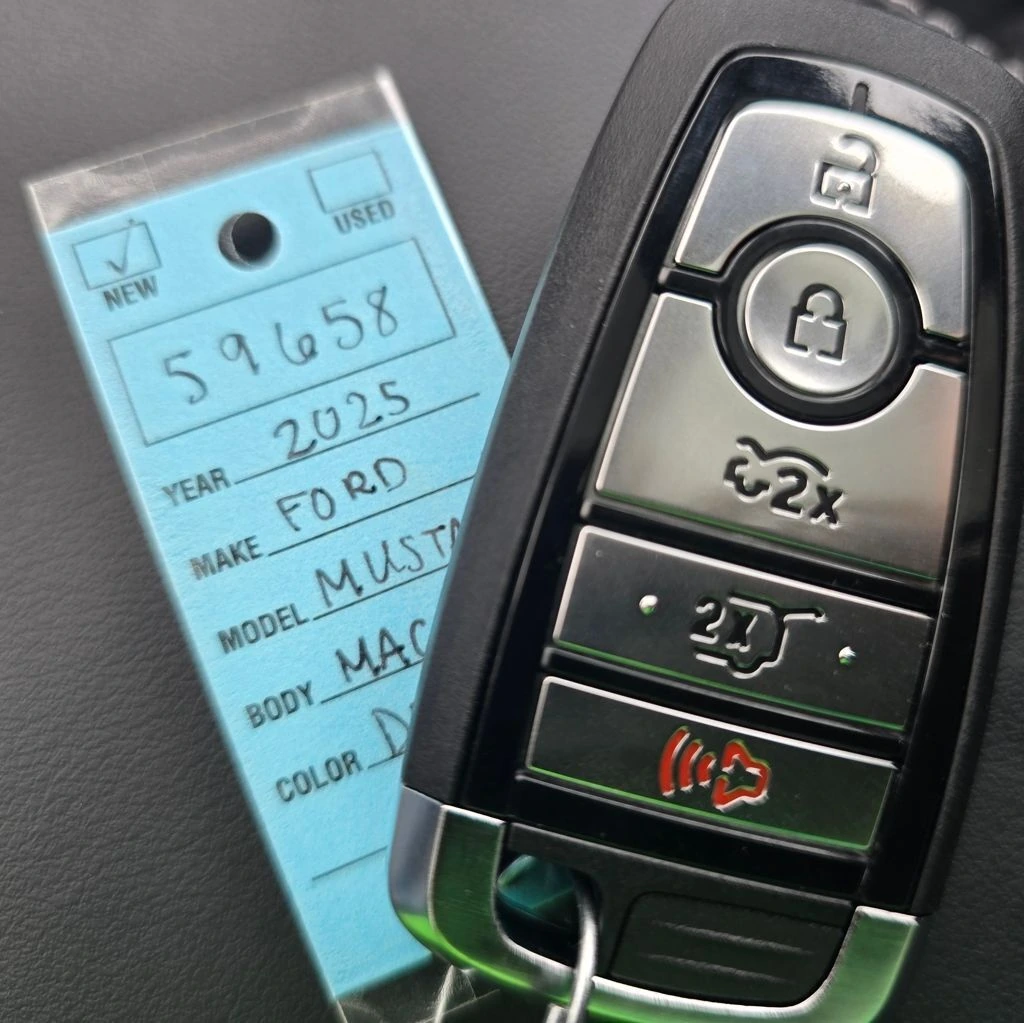 NEW
USED
59658
YEAR 2025
MAKE FORD
MODEL MUSTA
BODY MAC
COLOR D
2x
2x